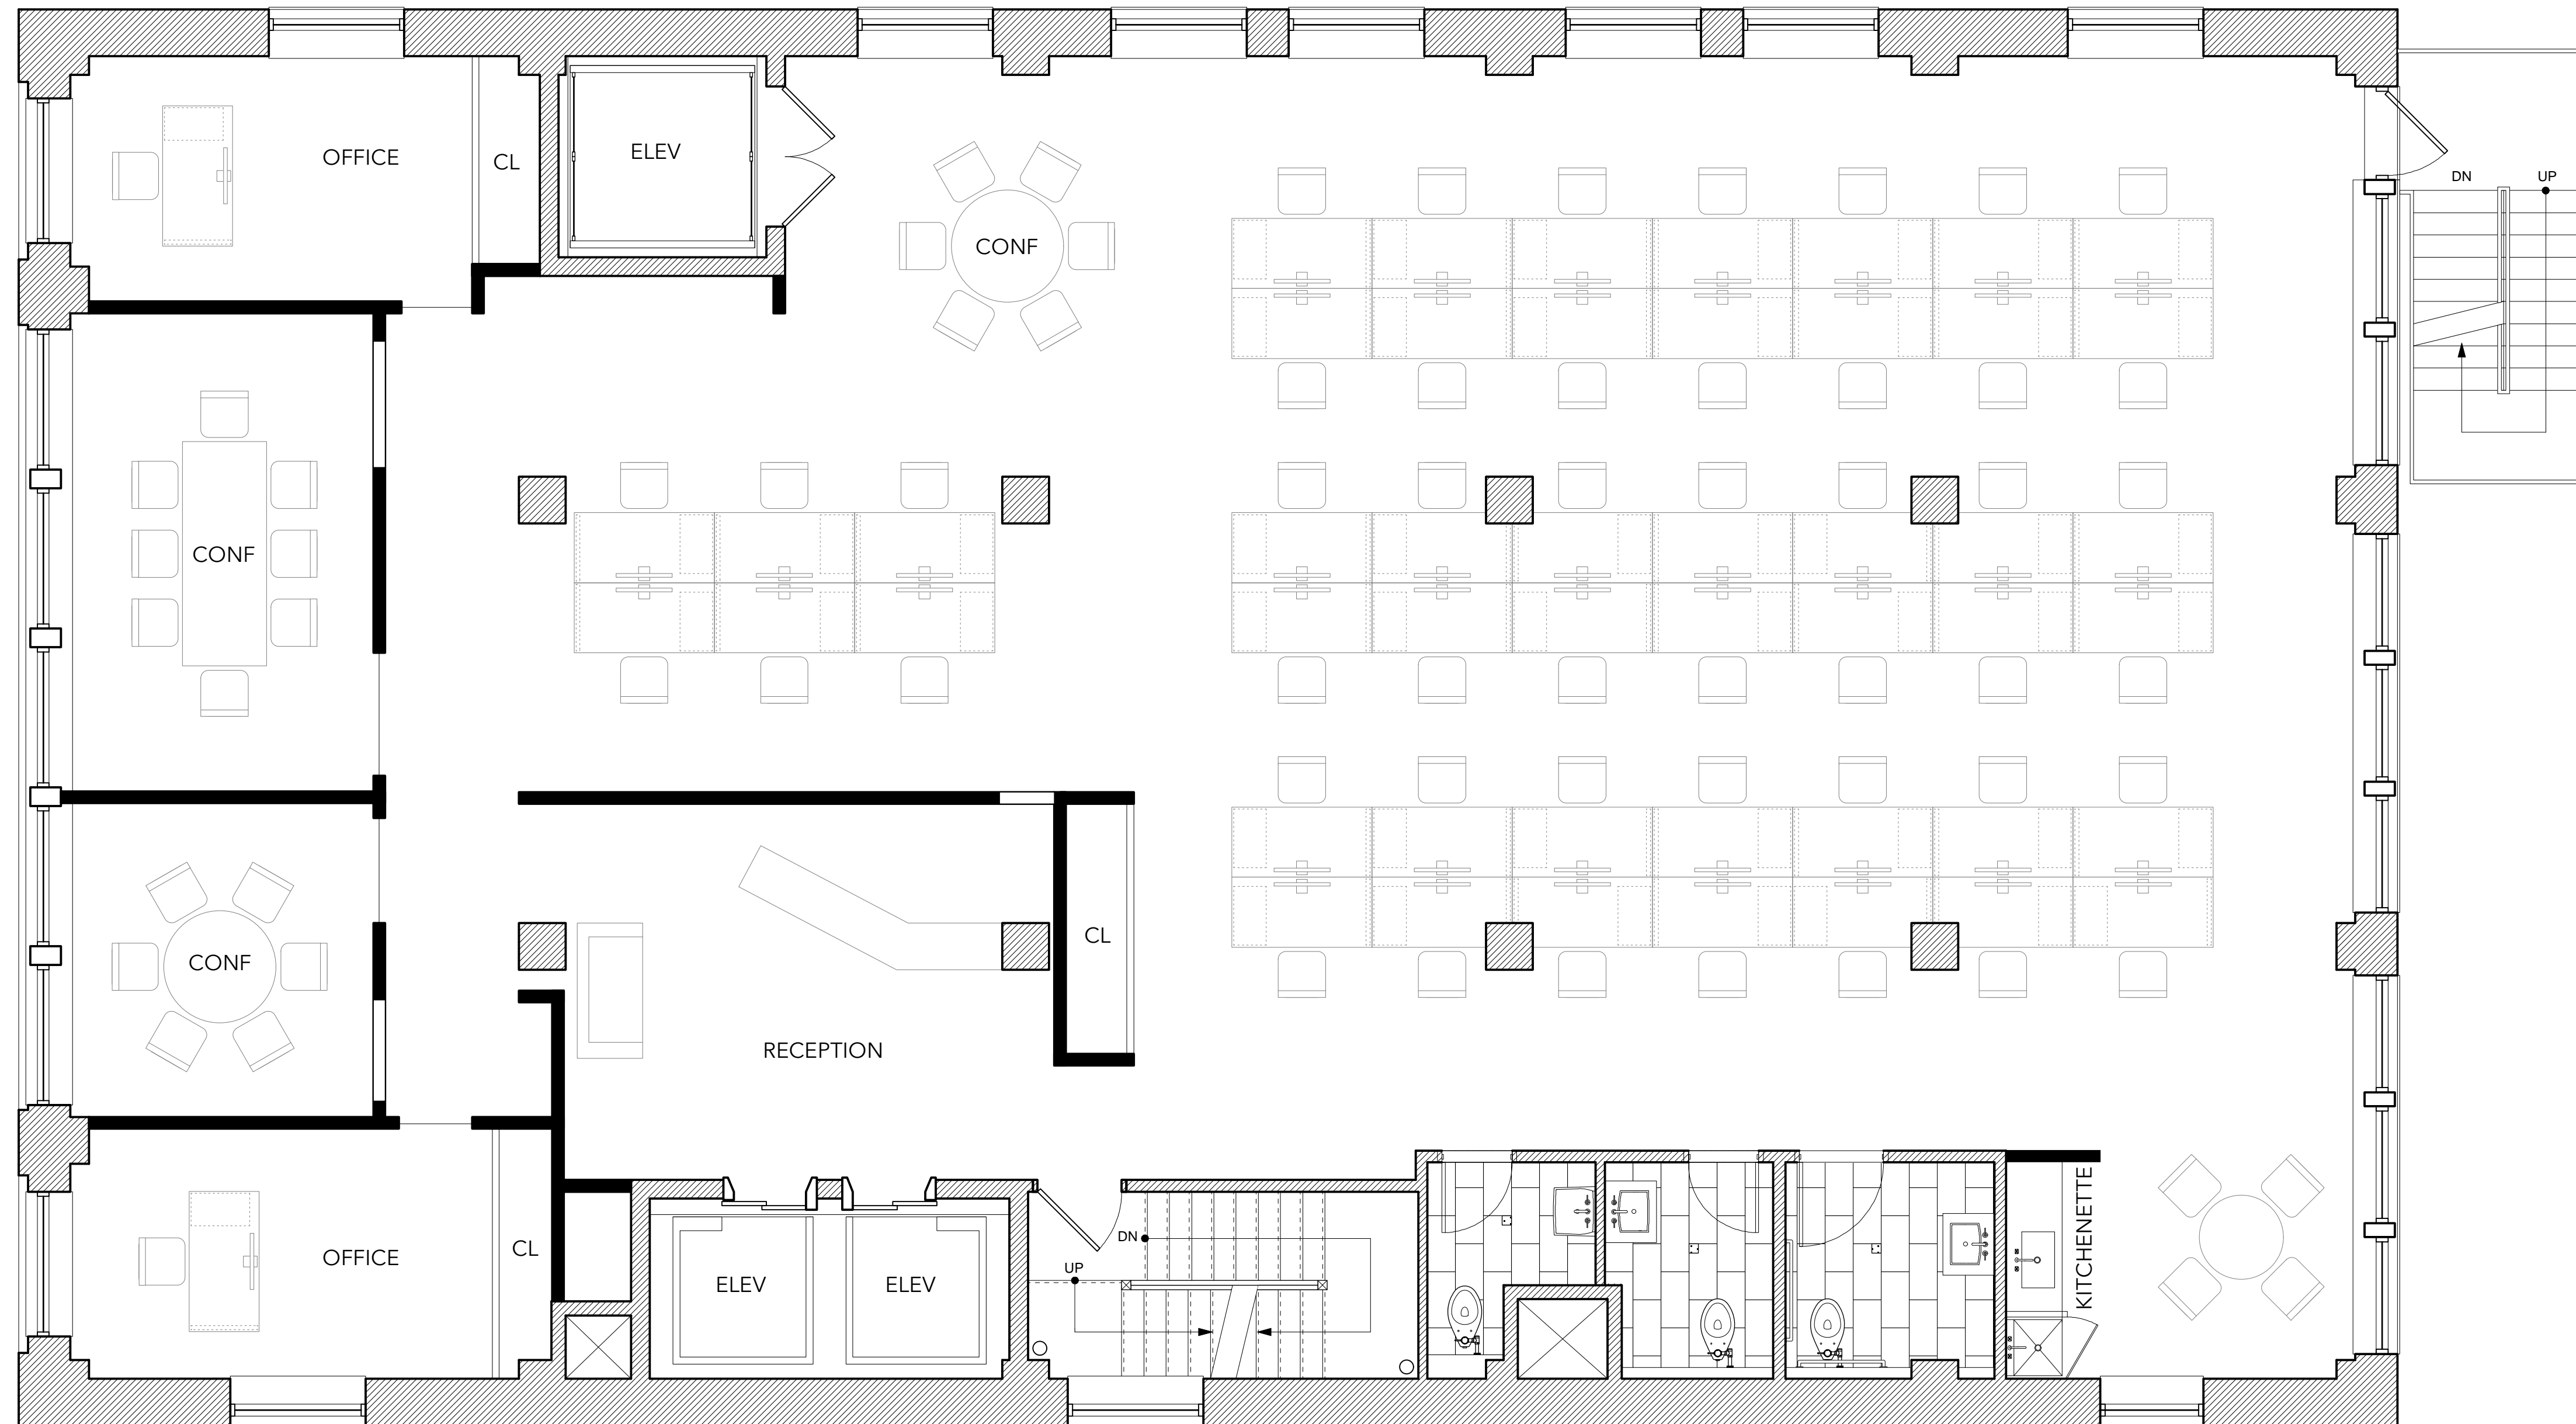 OFFICE
CL
ELEV
CONF
DN
UP
CONF
CONF
CL
RECEPTION
OFFICE
CL
ELEV
ELEV
DN
UP
KITCHENETTE